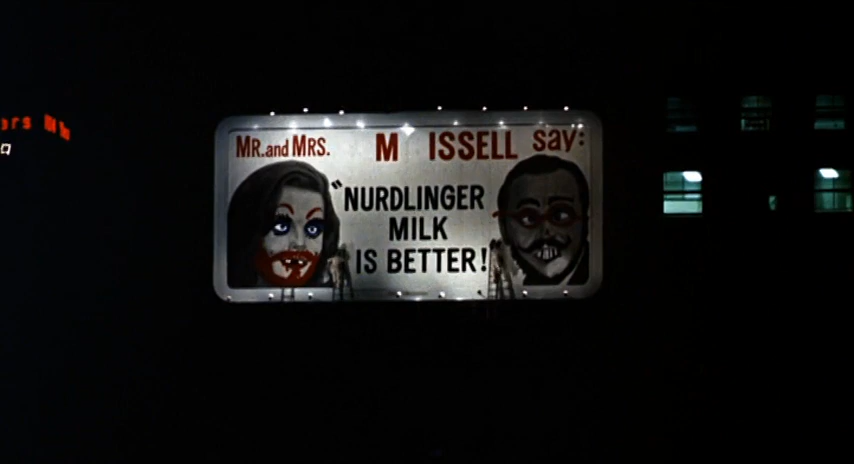 MR. and MRS. M ISSELL say:
"NURDLINGER
MILK
IS BETTER!